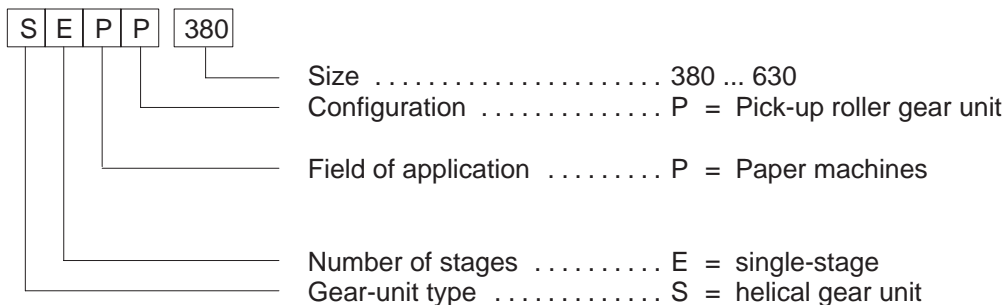 S E P P 380
Size ...................... 380 ... 630
Configuration .............. P = Pick-up roller gear unit
Field of application ......... P = Paper machines
Number of stages .......... E = single-stage
Gear-unit type ............. S = helical gear unit